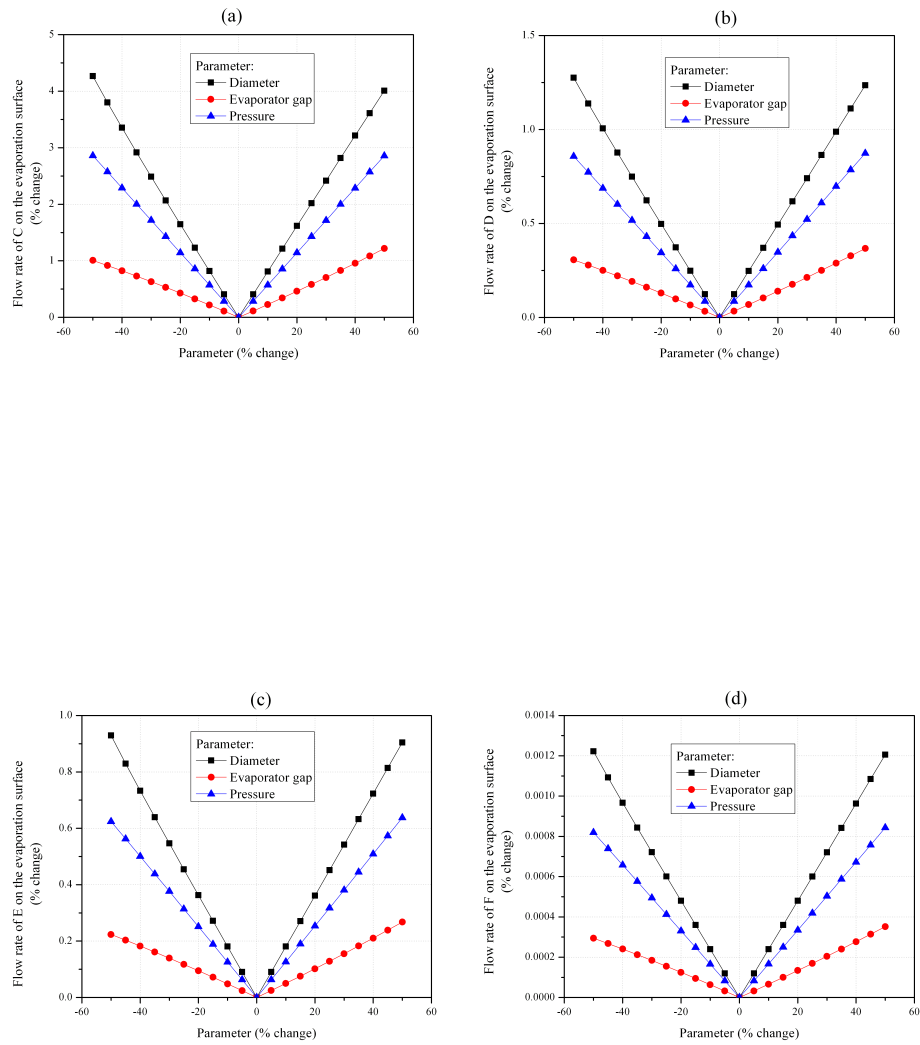 (a)
5
4
3
2
1
0
-60
-40
-20
0
20
40
60
Flow rate of C on the evaporation surface
(% change)
Parameter (% change)
Parameter:
Diameter
Evaporator gap
Pressure
(b)
1.5
1.0
0.5
0.0
-60
-40
-20
0
20
40
60
Flow rate of D on the evaporation surface
(% change)
Parameter (% change)
Parameter:
Diameter
Evaporator gap
Pressure
(c)
1.0
0.8
0.6
0.4
0.2
0.0
-60
-40
-20
0
20
40
60
Flow rate of E on the evaporation surface
(% change)
Parameter (% change)
Parameter:
Diameter
Evaporator gap
Pressure
(d)
0.0014
0.0012
0.0010
0.0008
0.0006
0.0004
0.0002
0.0000
-60
-40
-20
0
20
40
60
Flow rate of F on the evaporation surface
(% change)
Parameter (% change)
Parameter:
Diameter
Evaporator gap
Pressure